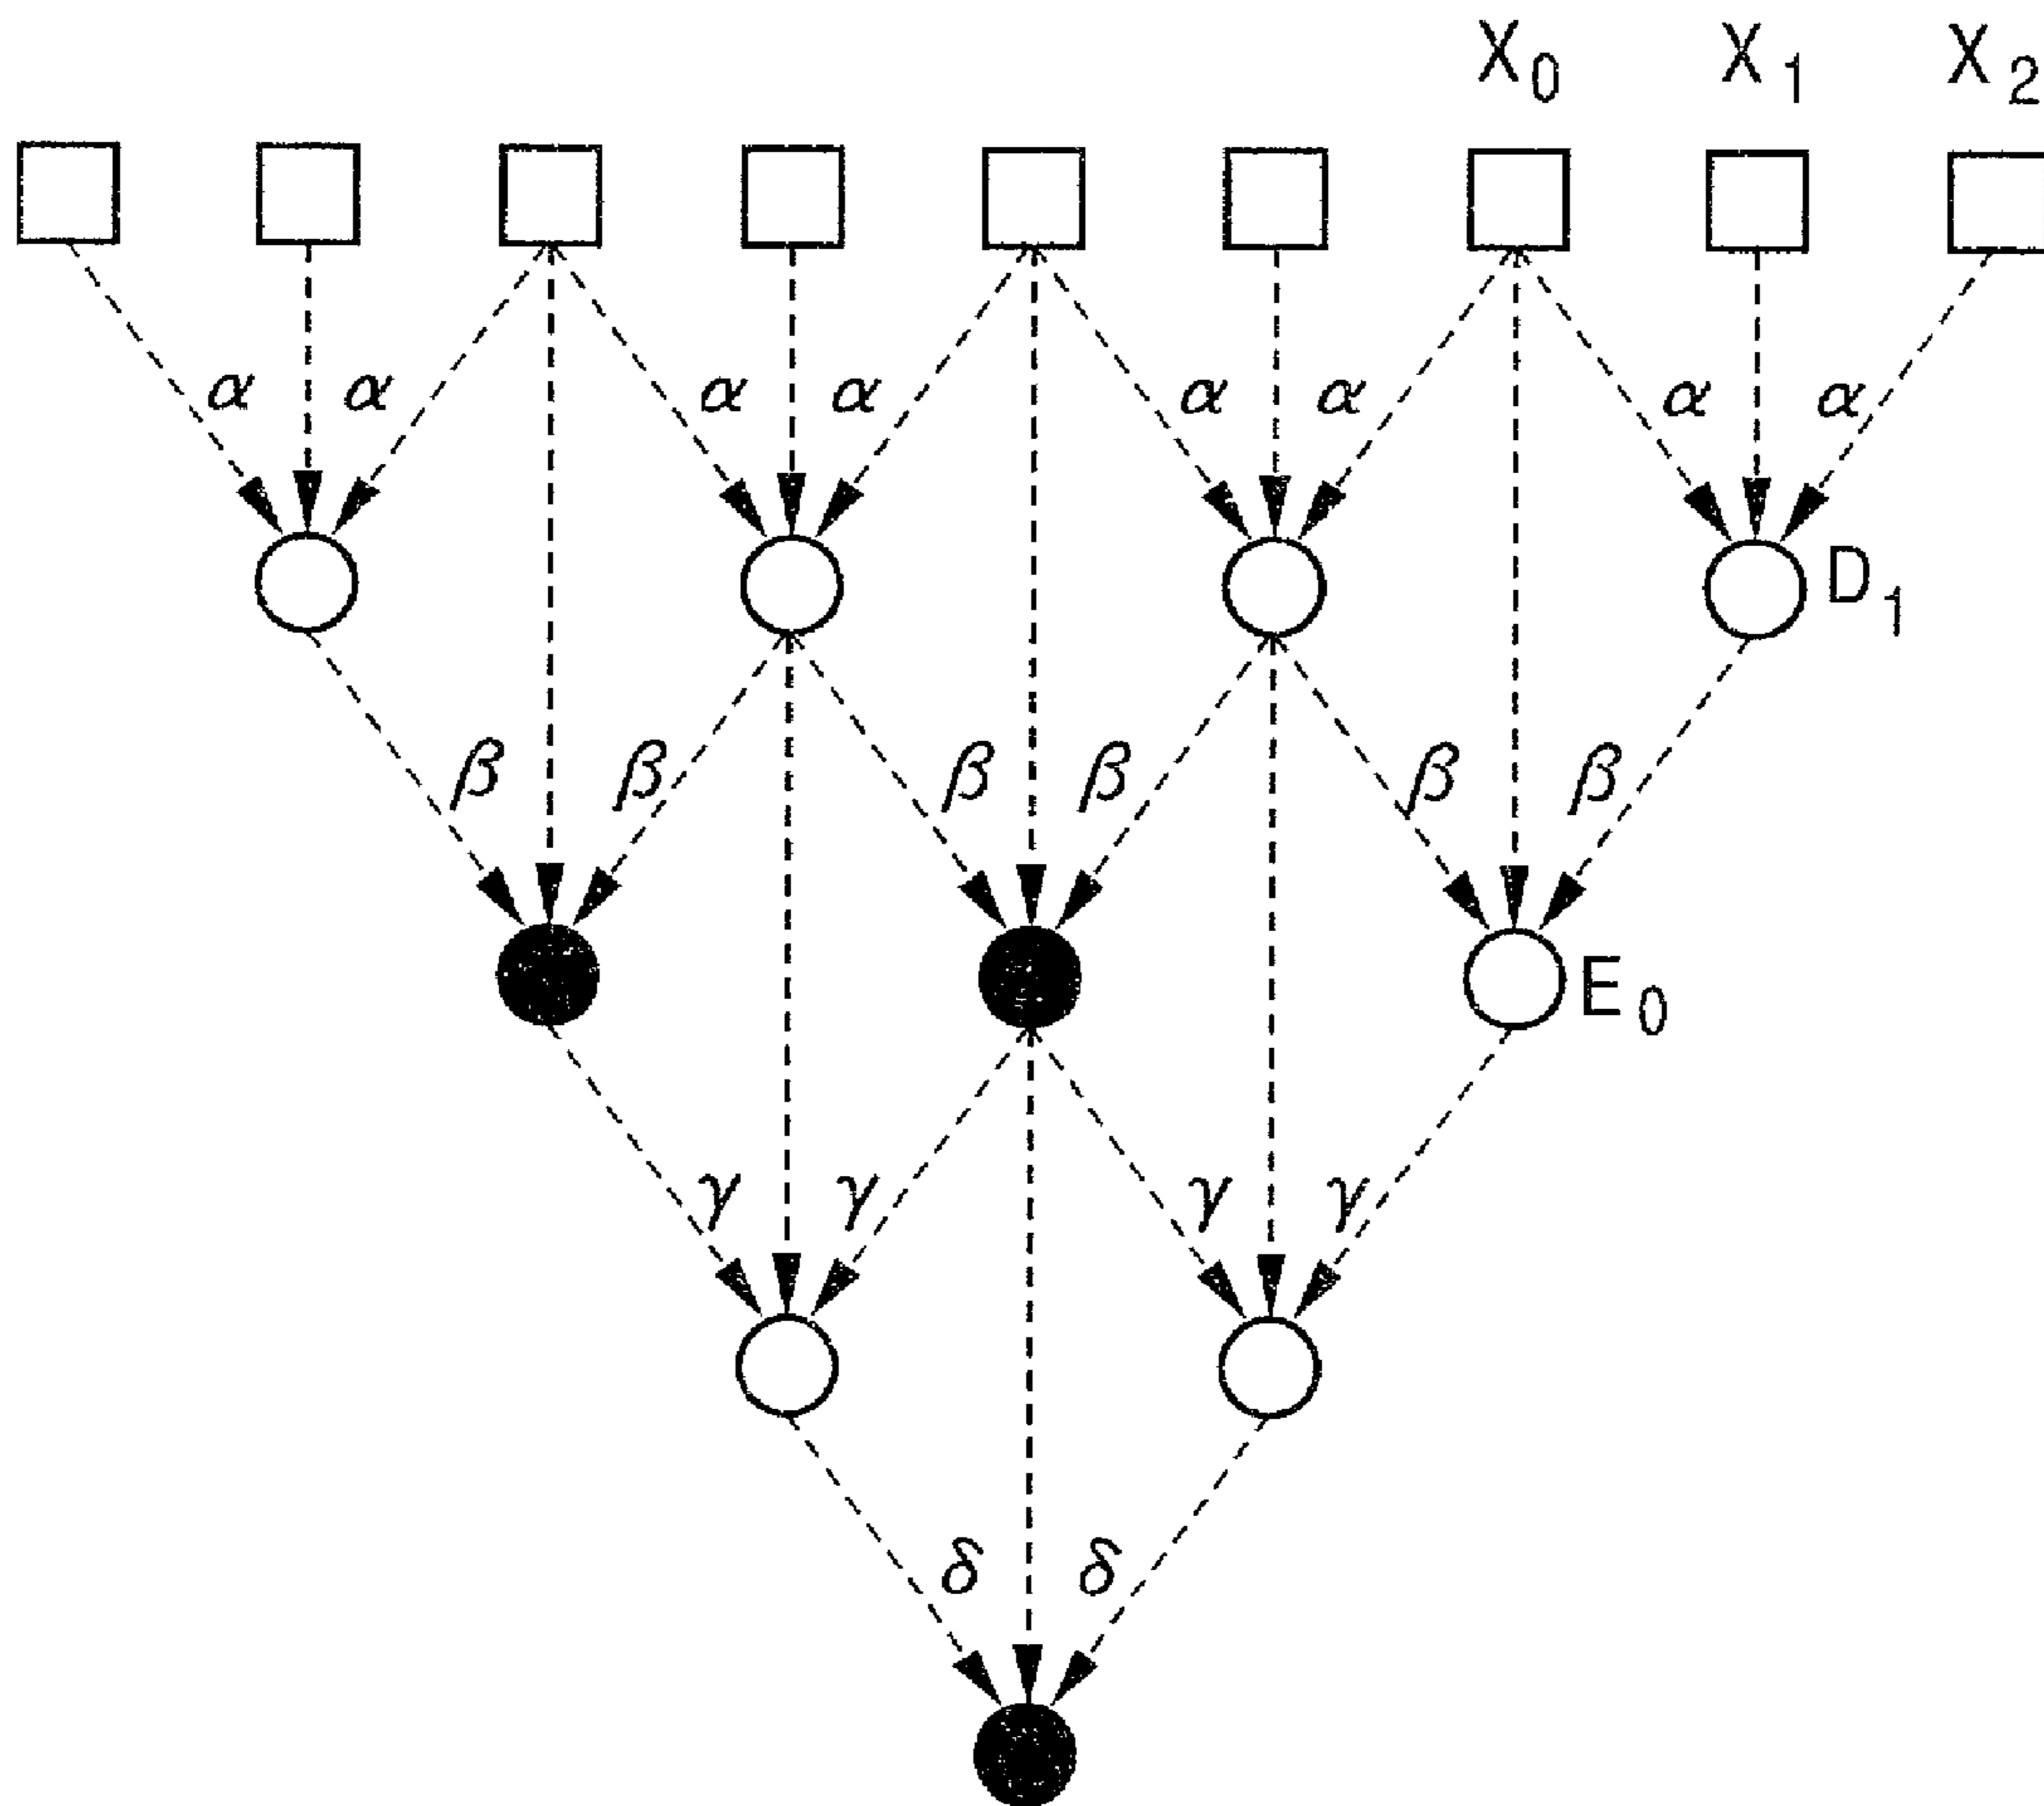 X0 X1 X2
α α α α α α α α
D1
β β β β β β
E0
γ γ γ γ
δ δ